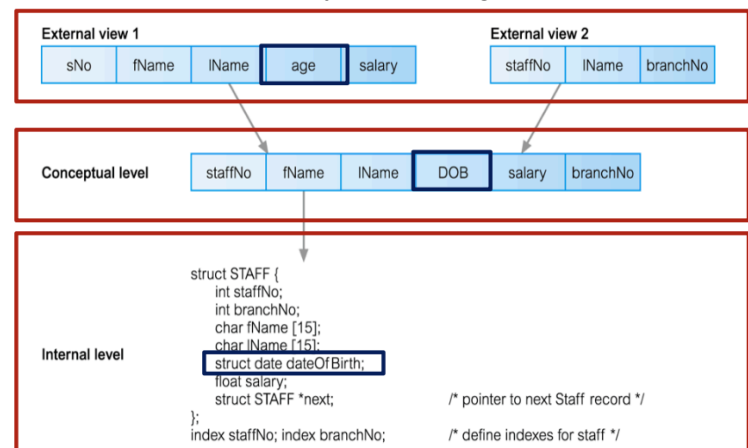 External view 1
External view 2
sNo fName lName age salary
staffNo lName branchNo
Conceptual level
staffNo fName lName DOB salary branchNo
Internal level
struct STAFF {
int staffNo;
int branchNo;
char fName [15];
char lName [15];
struct date dateOfBirth;
float salary;
struct STAFF *next; /* pointer to next Staff record */
};
index staffNo; index branchNo; /* define indexes for staff */